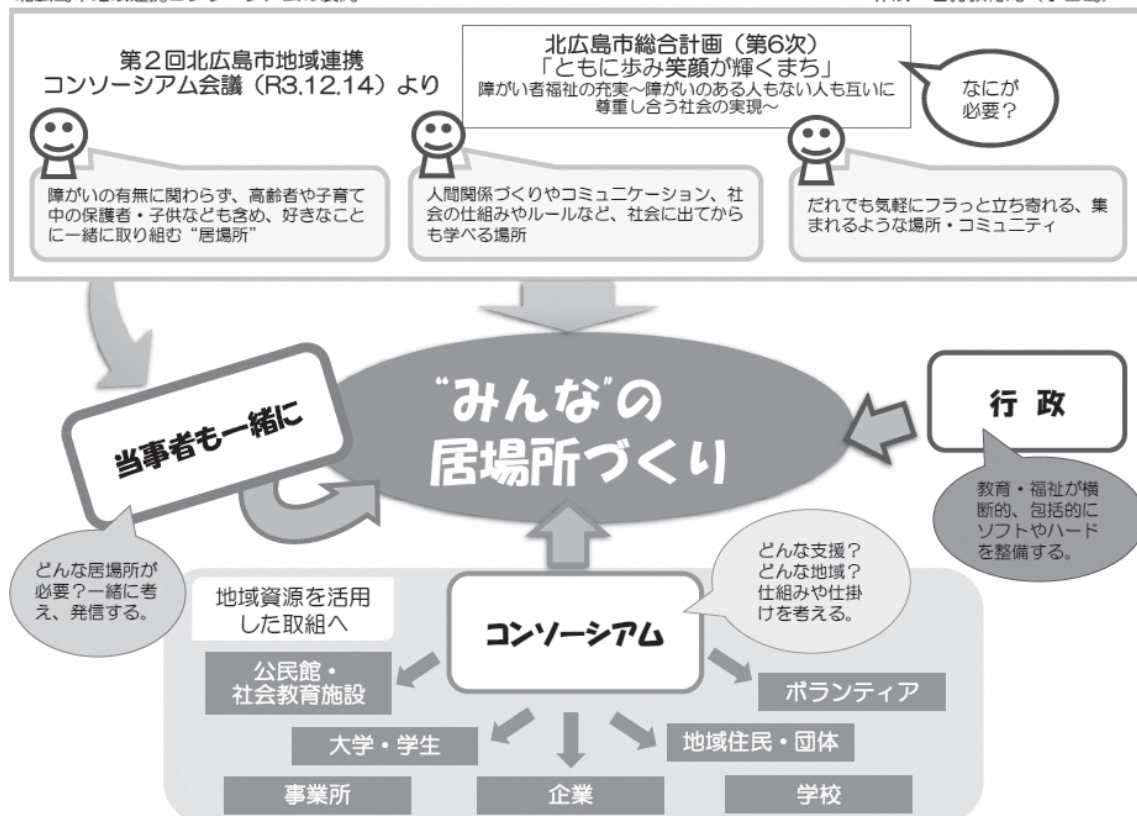 第2回北広島市地域連携
コンソーシアム会議（R3.12.14）より
北広島市総合計画（第6次）
「ともに歩み笑顔が輝くまち」
障がい者福祉の充実～障がいのある人もない人も互いに
尊重し合う社会の実現～
なにが
必要？
障がいの有無に関わらず、高齢者や子育て
中の保護者・子供なども含め、好きなこと
に一緒に取り組む“居場所”
人間関係づくりやコミュニケーション、社
会の仕組みやルールなど、社会に出てから
も学べる場所
だれでも気軽にフラっと立ち寄れる、集
まれるような場所・コミュニティ
当事者も一緒に
“みんな”の
居場所づくり
行 政
教育・福祉が横
断的、包括的に
ソフトやハード
を整備する。
どんな居場所が
必要？一緒に考
え、発信する。
どんな支援？
どんな地域？
仕組みや仕掛
けを考える。
地域資源を活用
した取組へ
コンソーシアム
公民館・
社会教育施設
ボランティア
大学・学生
地域住民・団体
事業所
企業
学校